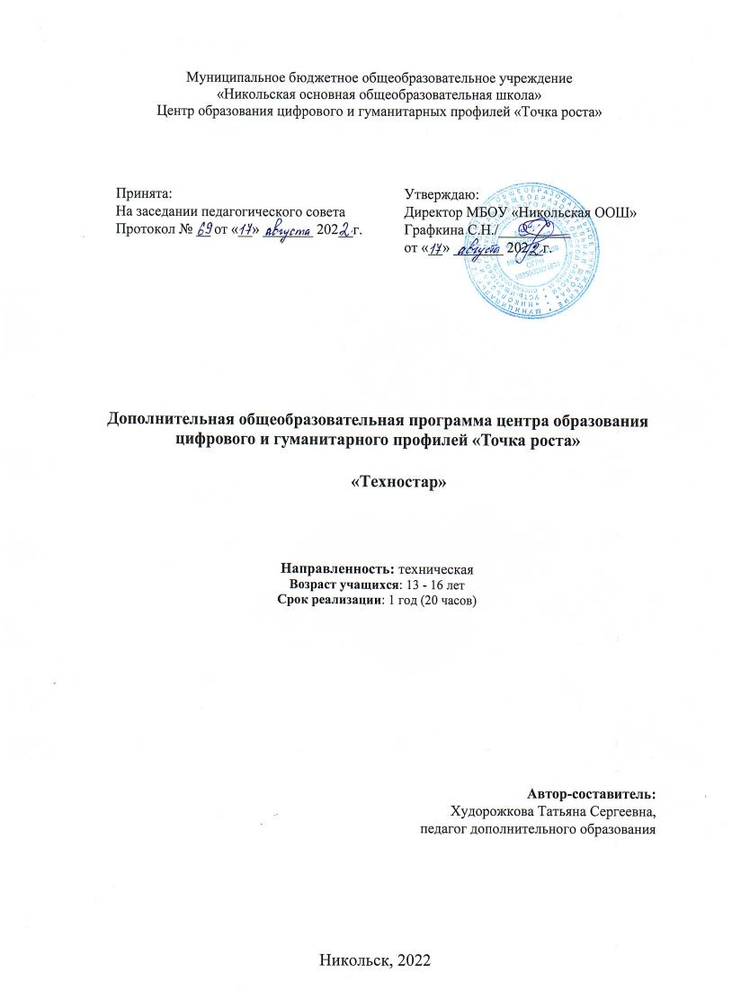 Муниципальное бюджетное общеобразовательное учреждение
«Никольская основная общеобразовательная школа»
Центр образования цифрового и гуманитарных профилей «Точка роста»
Принята:
На заседании педагогического совета
Протокол № 69 от «17» августа 2022 г.
Утверждаю:
Директор МБОУ «Никольская ООШ»
Графкина С.Н./
от «17» августа 2022 г.
ОГРН
Дополнительная общеобразовательная программа центра образования
цифрового и гуманитарного профилей «Точка роста»
«Техностар»
Направленность: техническая
Возраст учащихся: 13 - 16 лет
Срок реализации: 1 год (20 часов)
Автор-составитель:
Худорожкова Татьяна Сергеевна,
педагог дополнительного образования
Никольск, 2022